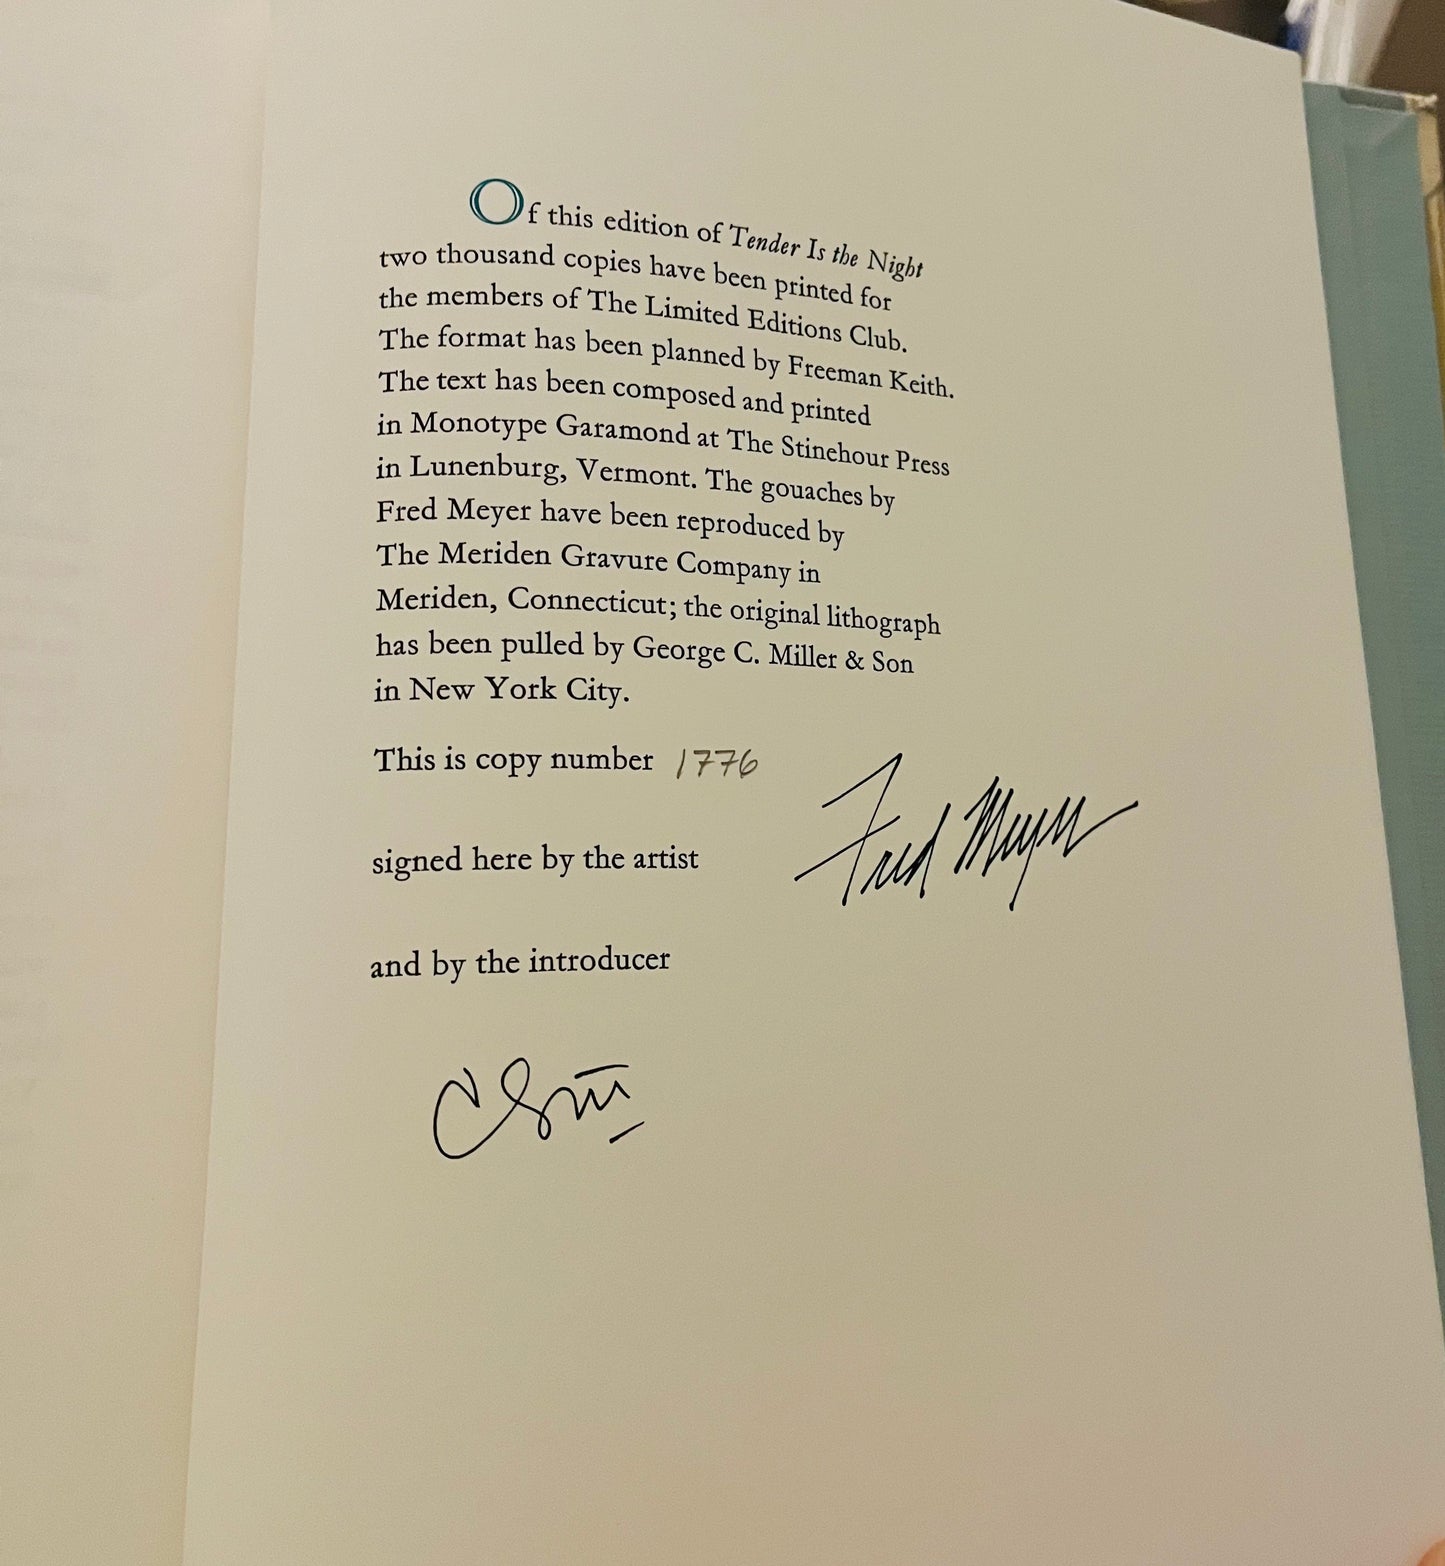 Of this edition of Tender Is the Night
two thousand copies have been printed for
the members of The Limited Editions Club.
The format has been planned by Freeman Keith.
The text has been composed and printed
in Monotype Garamond at The Stinehour Press
in Lunenburg, Vermont. The gouaches by
Fred Meyer have been reproduced by
The Meriden Gravure Company in
Meriden, Connecticut; the original lithograph
has been pulled by George C. Miller & Son
in New York City.
This is copy number 1776
signed here by the artist Fred Meyer
and by the introducer